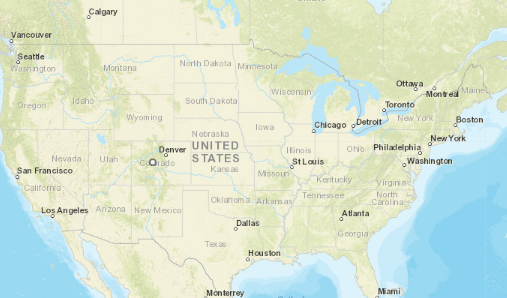 Calgary
Vancouver
Seattle
Washington
Montana
North Dakota
Minnesota
Ottawa
Montreal
Maine
Oregon
Idaho
South Dakota
Wisconsin
Toronto
Wyoming
New York
Boston
Iowa
Chicago
Detroit
Nebraska
New York
Philadelphia
Denver
UNITED
STATES
Nevada
Utah
Colorado
Kansas
Illinois
Ohio
St Louis
Washington
San Francisco
Missouri
Kentucky
Virginia
California
Tennessee
North
Carolina
Oklahoma
Arkansas
Los Angeles
Arizona
New Mexico
Atlanta
Dallas
Georgia
Texas
Houston
Monterrey
Miami